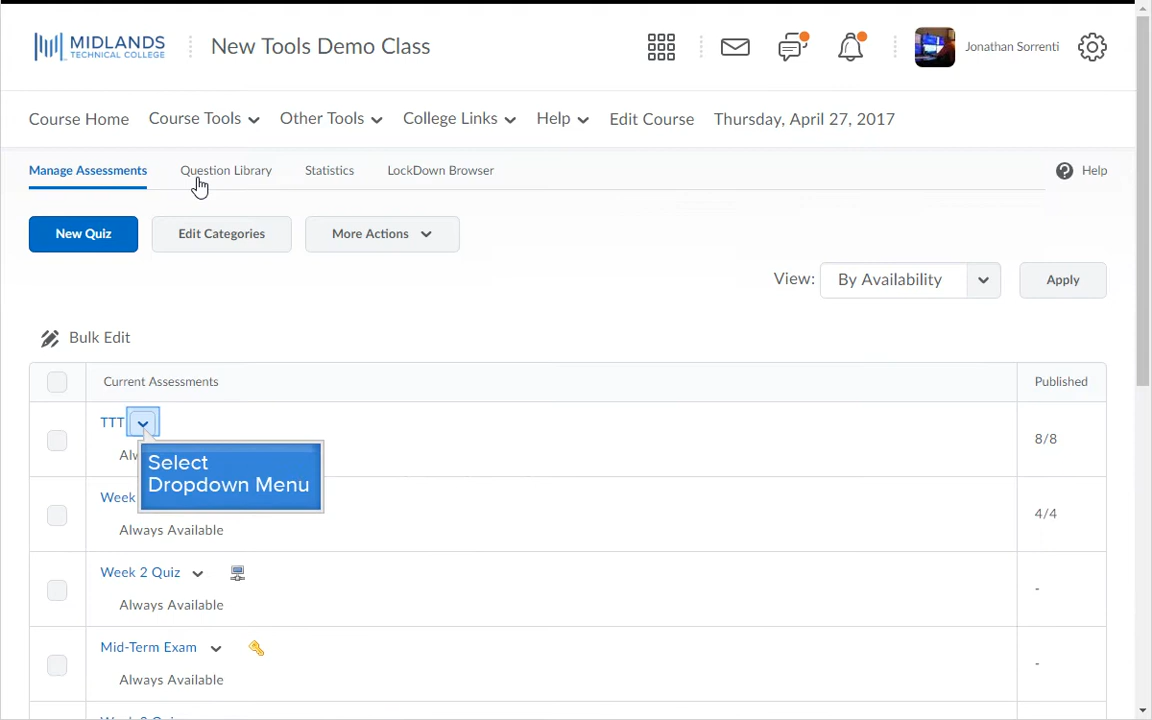 MIDLANDS
TECHNICAL COLLEGE
New Tools Demo Class
Jonathan Sorrenti
Course Home
Course Tools
Other Tools
College Links
Help
Edit Course
Thursday, April 27, 2017
Manage Assessments
Question Library
Statistics
LockDown Browser
Help
New Quiz
Edit Categories
More Actions
View:
By Availability
Apply
Bulk Edit
Current Assessments
Published
TTT
8/8
Select
Dropdown Menu
Week
4/4
Always Available
Week 2 Quiz
-
Always Available
Mid-Term Exam
-
Always Available